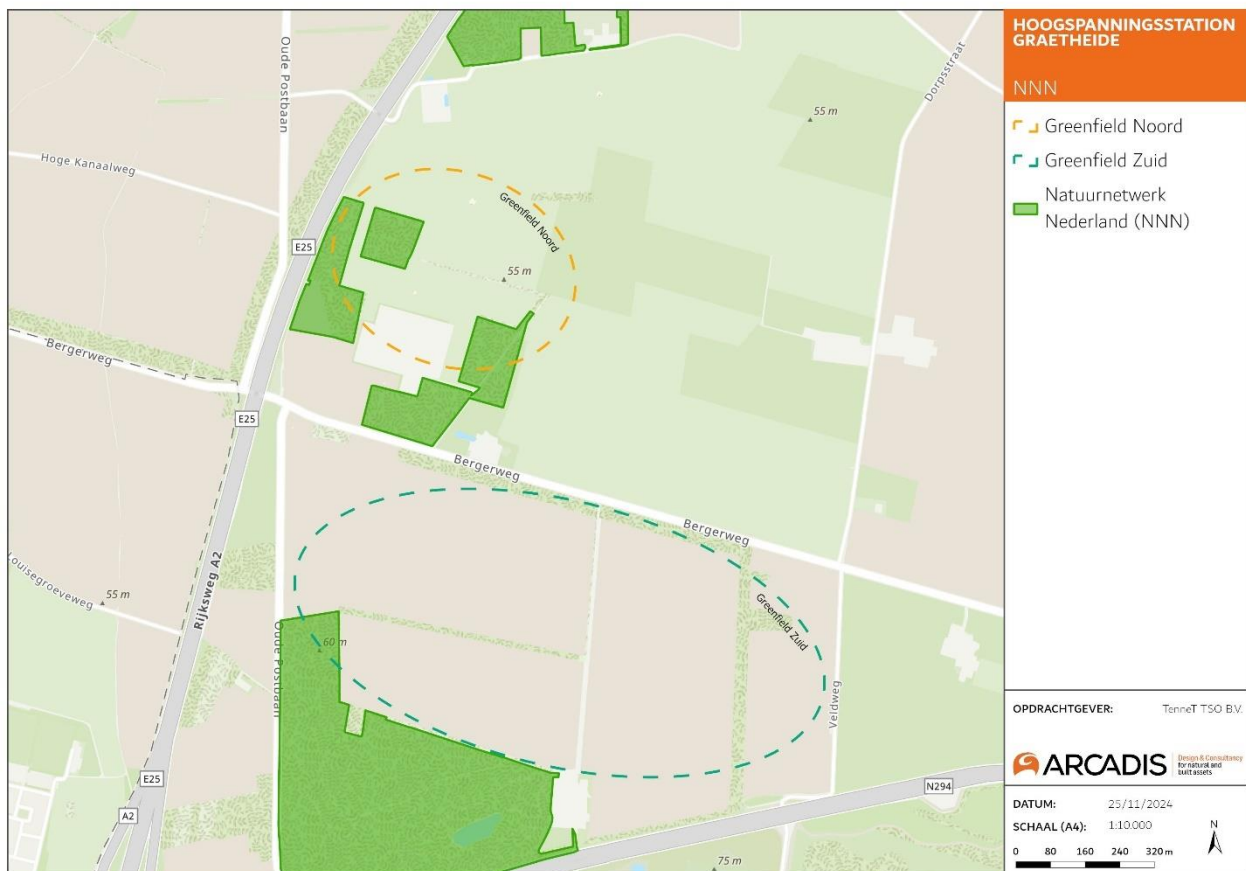 Oude Postbaan
Dorpsstraat
55 m
Hoge Kanaalweg
Greenfield Noord
E25
55 m
Bergerweg
E25
Bergerweg
Bergerweg
Louisegroeveweg
55 m
Rijksweg A2
Greenfield Zuid
Oude Postbaan
60 m
Veldweg
E25
N294
A2
75 m
HOOGSPANNINGSSTATION
GRAETHEIDE
NNN
Greenfield Noord
Greenfield Zuid
Natuurnetwerk
Nederland (NNN)
OPDRACHTGEVER: TenneT TSO B.V.
ARCADIS
Design & Consultancy
for natural and
built assets
DATUM: 25/11/2024
SCHAAL (A4): 1:10.000
N
0 80 160 240 320 m